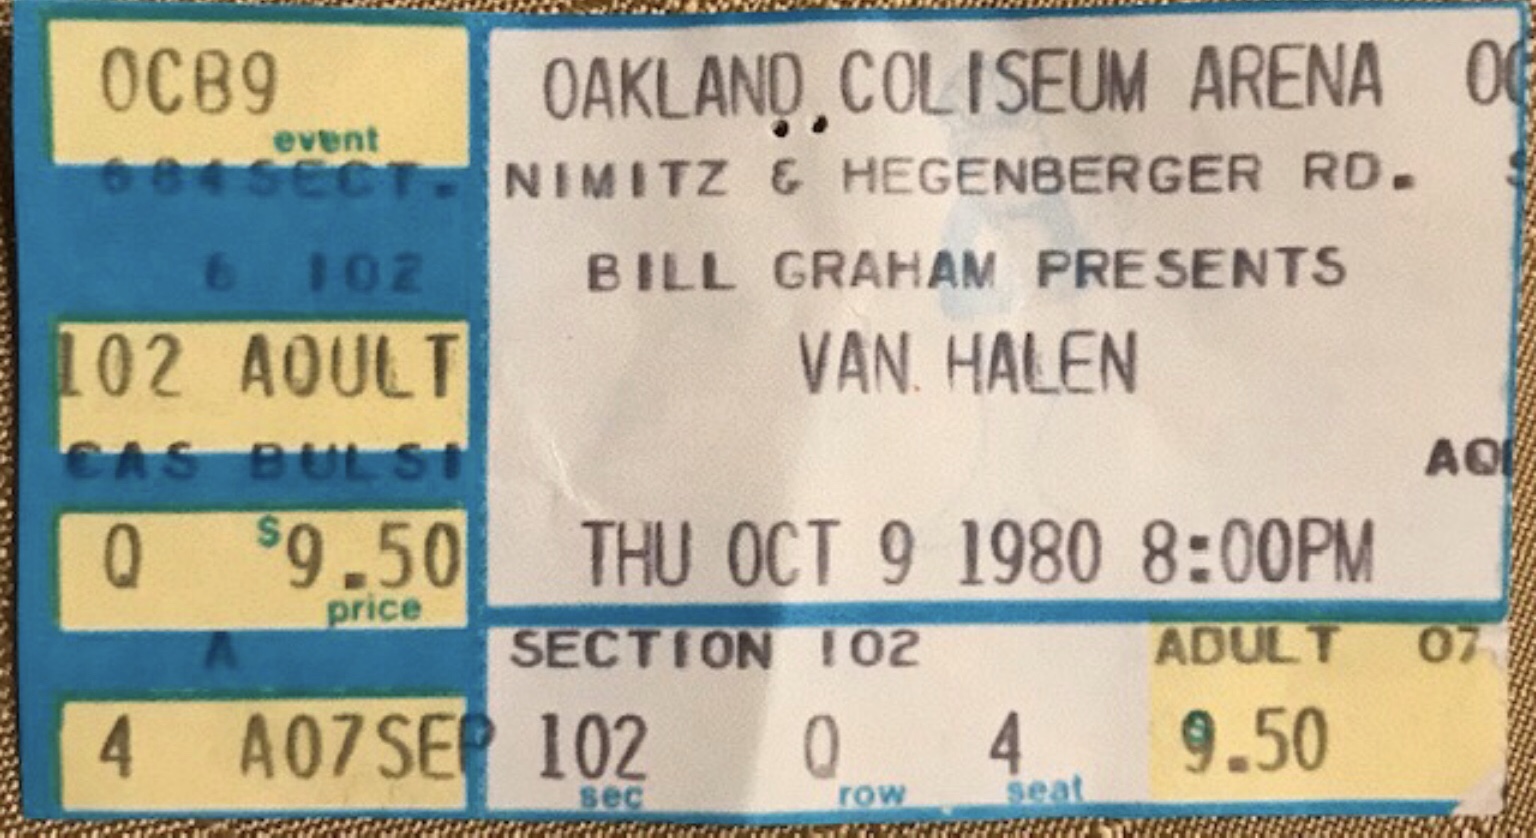 OCB9
event
684SECT.
6 102
102 ADULT
CAS BULSI
Q $9.50
price
A
4 A07SEP
OAKLAND COLISEUM ARENA
NIMITZ & HEGENBERGER RD.
BILL GRAHAM PRESENTS
VAN HALEN
THU OCT 9 1980 8:00PM
SECTION 102 ADULT 07
102 Q 4 9.50
sec row seat